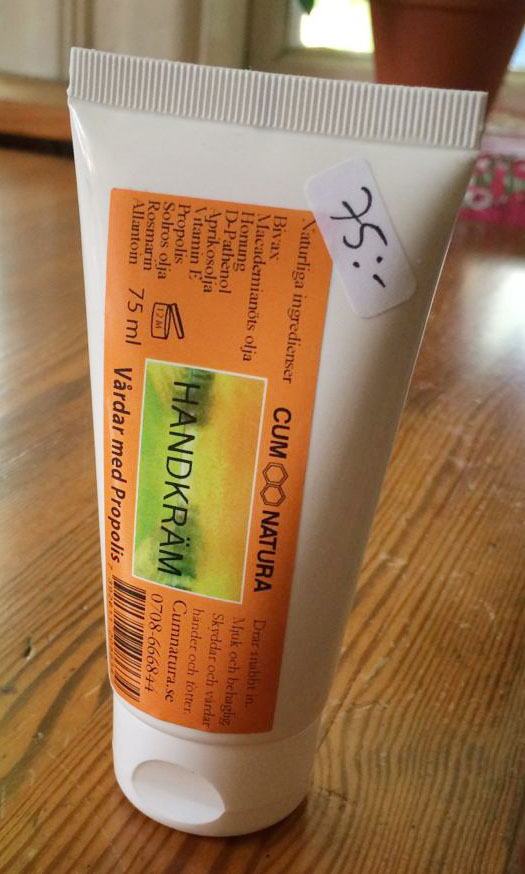 75:-
Naturliga ingredienser
Bivax
Macademianöts olja
Honung
D-Pathenol
Aprikosolja
Vitamin E
Propolis
Solros olja
Rosmarin
Allantoin
12 M
75 ml
CUM NATURA
HANDKRÄM
Vårdar med Propolis
Drar snabbt in.
Mjuk och behaglig.
Skyddar och vårdar
händer och fötter.
Cumnatura.se
0708-666844